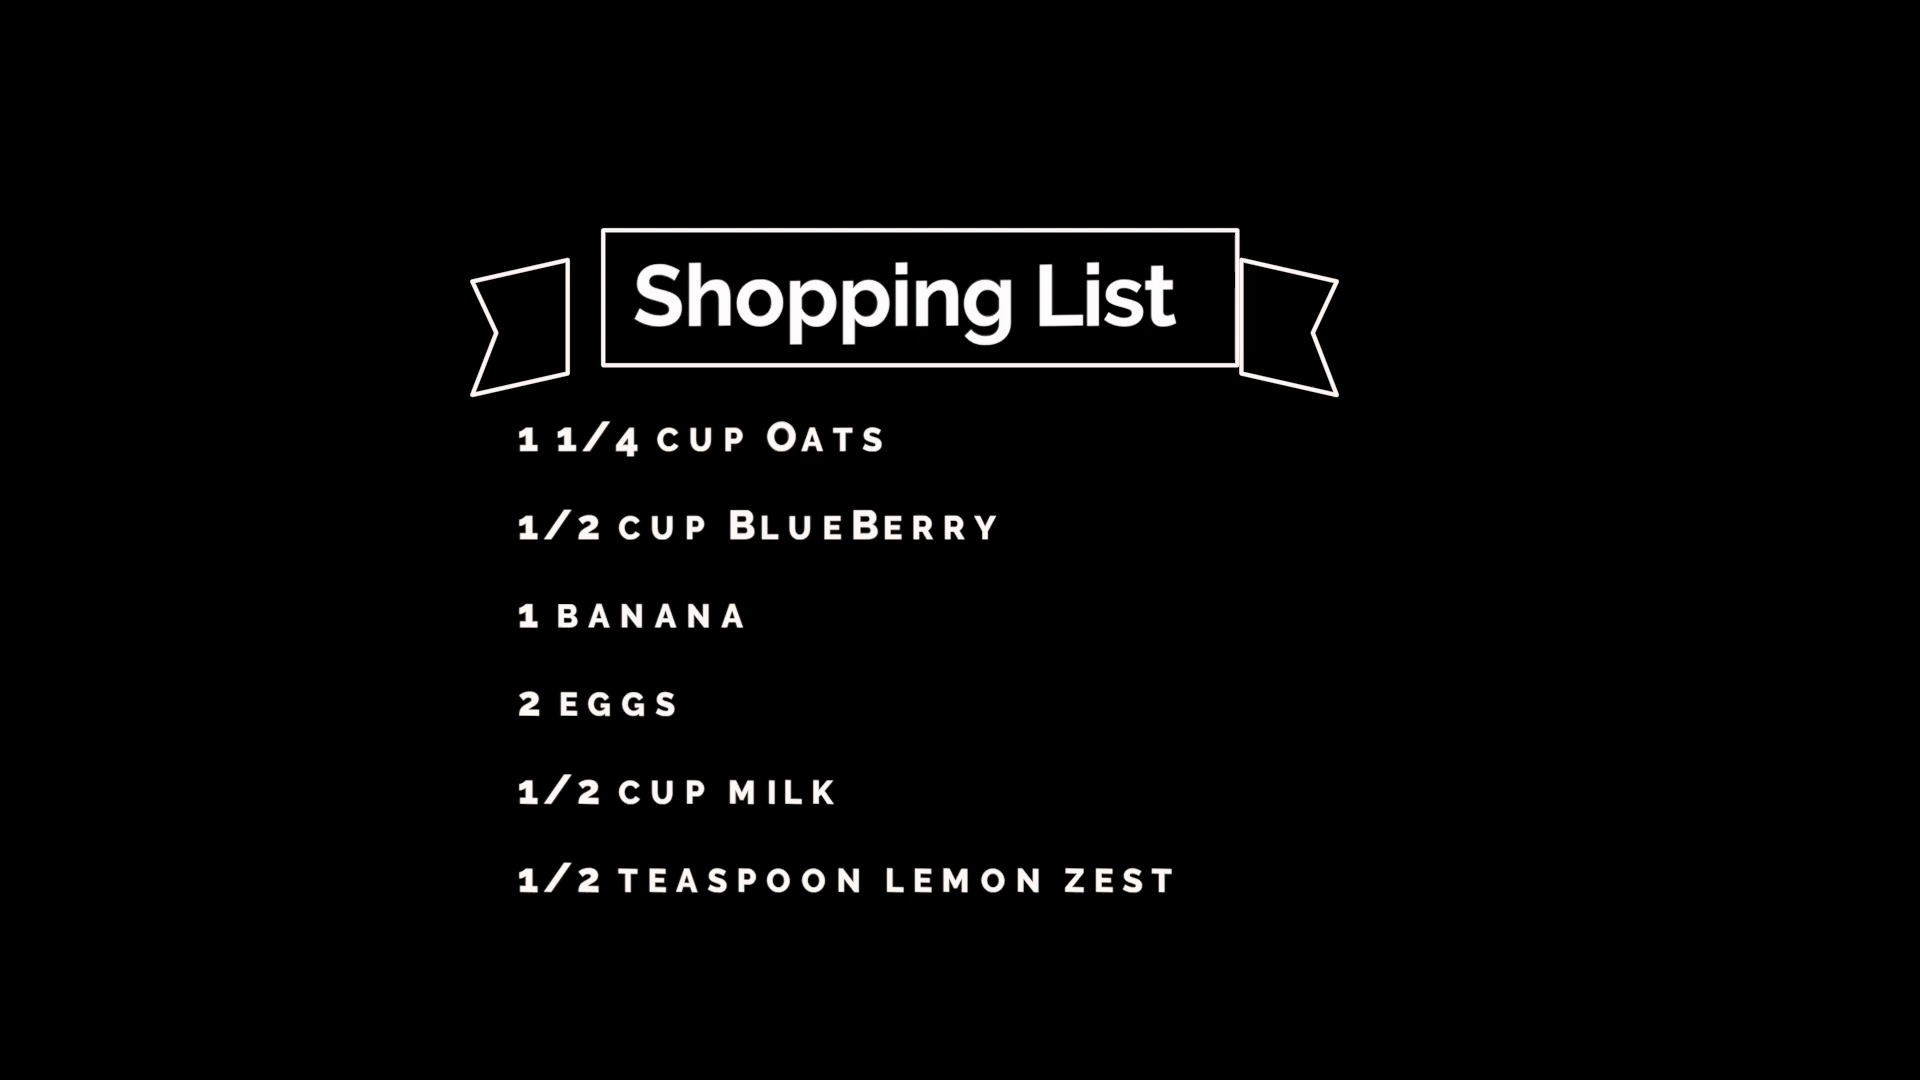 Shopping List
1 1/4 cup Oats
1/2 cup BlueBerry
1 banana
2 eggs
1/2 cup milk
1/2 teaspoon lemon zest